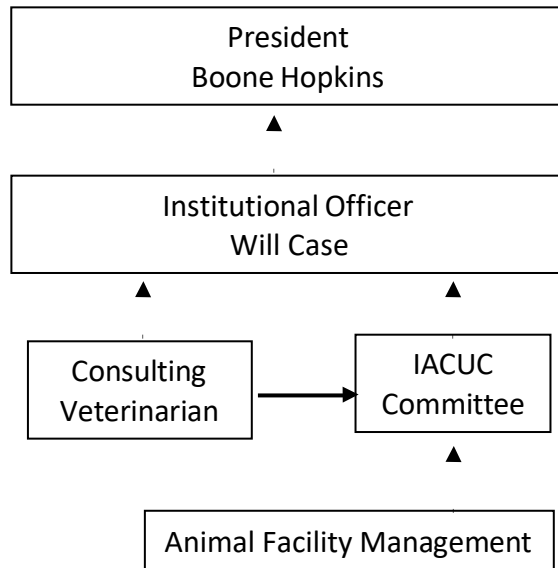 President
Boone Hopkins
Institutional Officer
Will Case
Consulting
Veterinarian
IACUC
Committee
Animal Facility Management